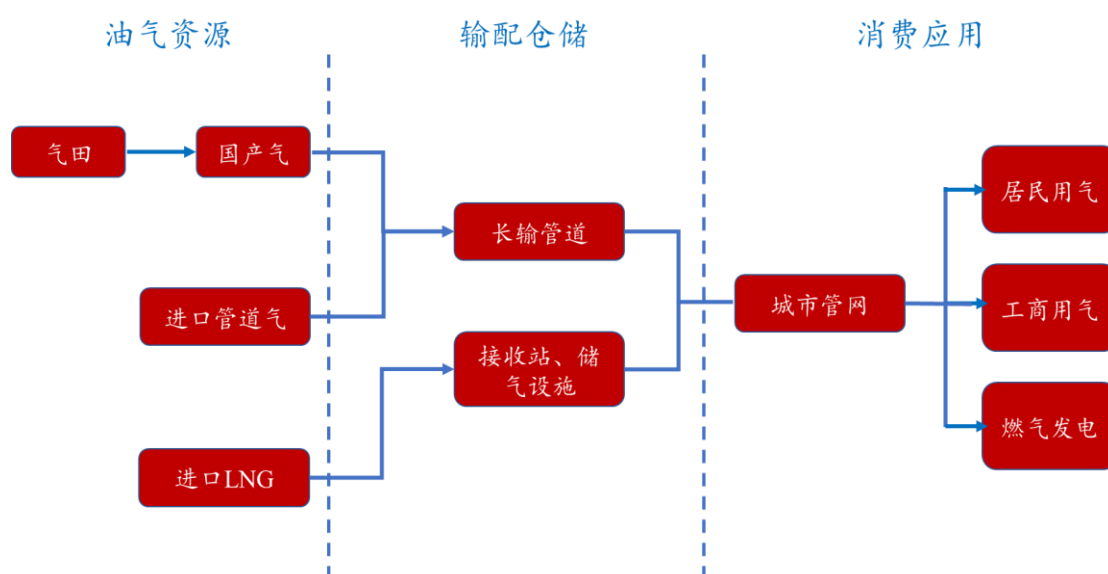 油气资源
输配仓储
消费应用
气田
国产气
进口管道气
进口LNG
长输管道
接收站、储
气设施
城市管网
居民用气
工商用气
燃气发电